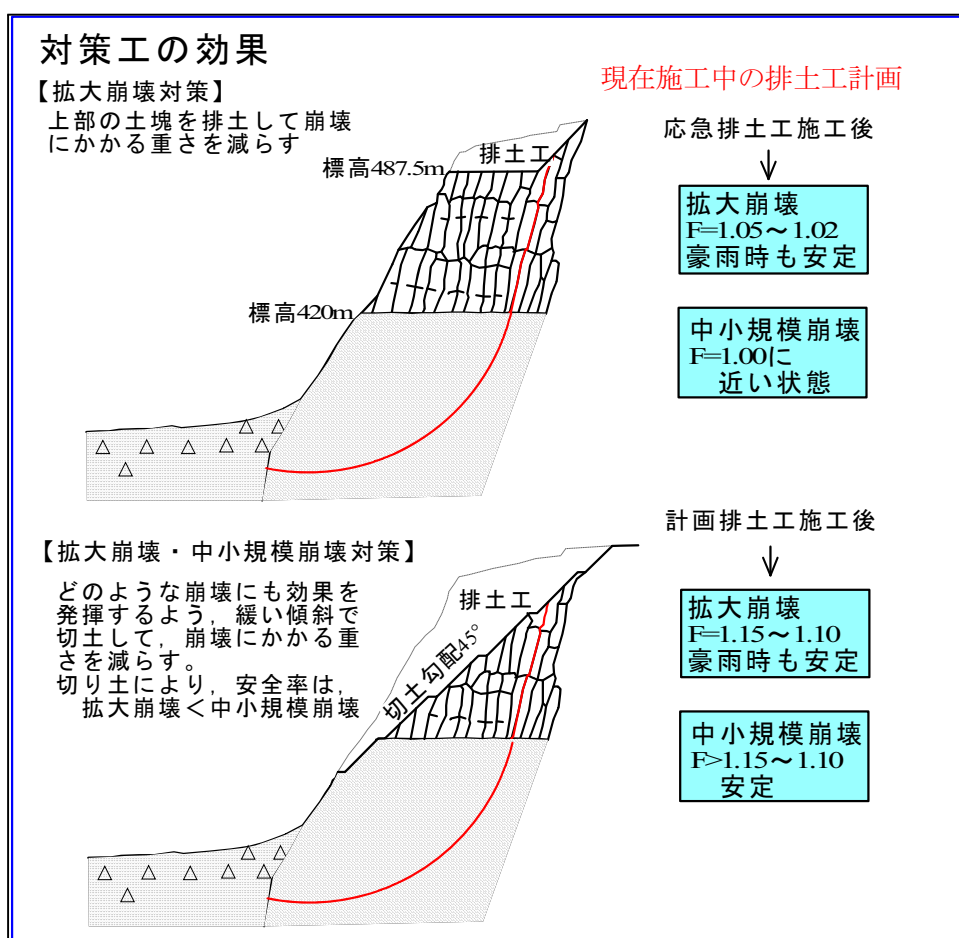 対策工の効果
【拡大崩壊対策】
上部の土塊を排土して崩壊
にかかる重さを減らす
現在施工中の排土工計画
排土工
標高487.5m
標高420m
応急排土工施工後
拡大崩壊
F=1.05～1.02
豪雨時も安定
中小規模崩壊
F=1.00に
近い状態
【拡大崩壊・中小規模崩壊対策】
どのような崩壊にも効果を
発揮するよう，緩い傾斜で
切土して，崩壊にかかる重
さを減らす。
切り土により，安全率は，
拡大崩壊＜中小規模崩壊
排土工
切土勾配45°
計画排土工施工後
拡大崩壊
F=1.15～1.10
豪雨時も安定
中小規模崩壊
F>1.15～1.10
安定